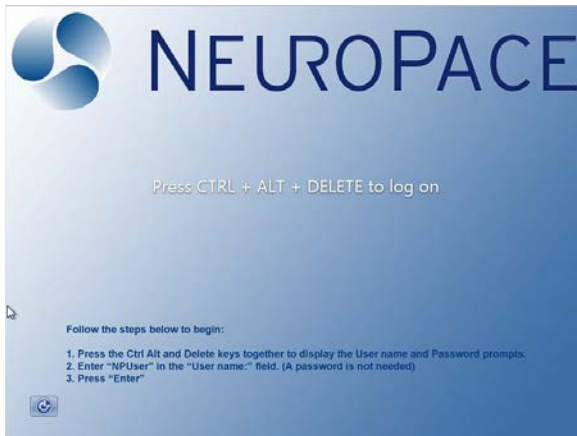 NEUROPACE
Press CTRL + ALT + DELETE to log on
Follow the steps below to begin:
1. Press the Ctrl Alt and Delete keys together to display the User name and Password prompts.
2. Enter “NPUser” in the “User name:” field. (A password is not needed)
3. Press “Enter”